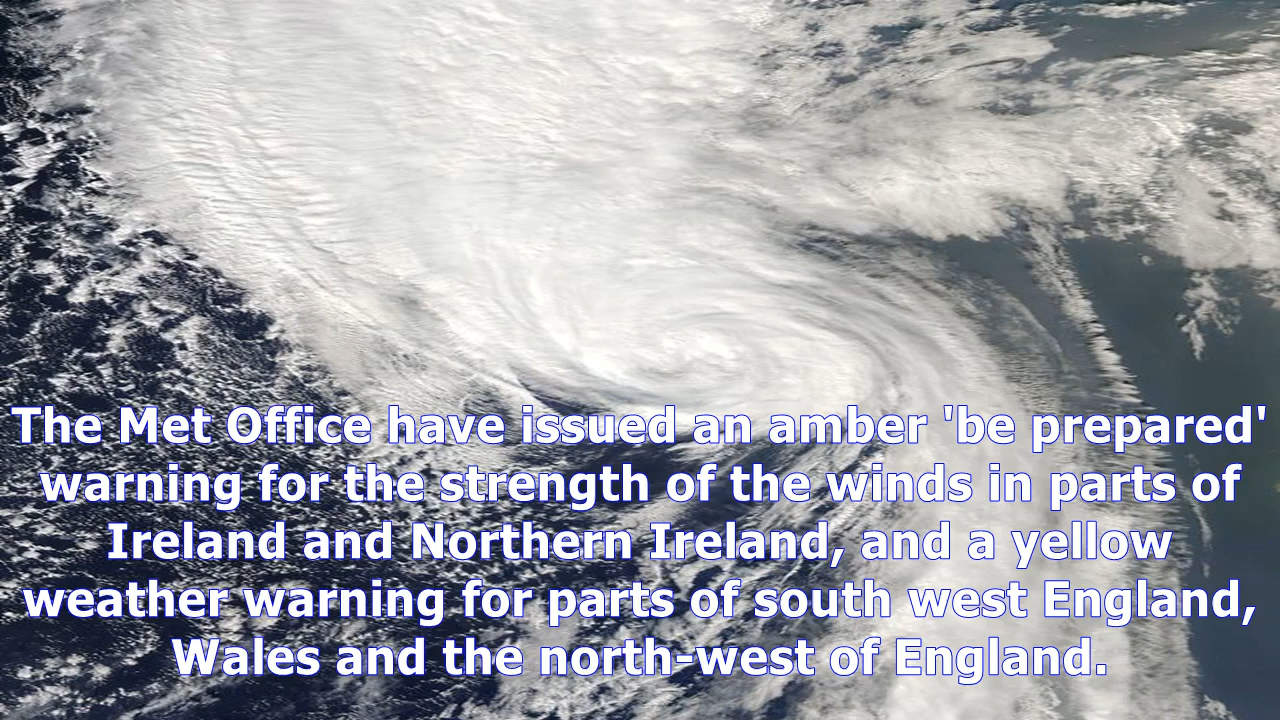 The Met Office have issued an amber 'be prepared'
warning for the strength of the winds in parts of
Ireland and Northern Ireland, and a yellow
weather warning for parts of south west England,
Wales and the north-west of England.